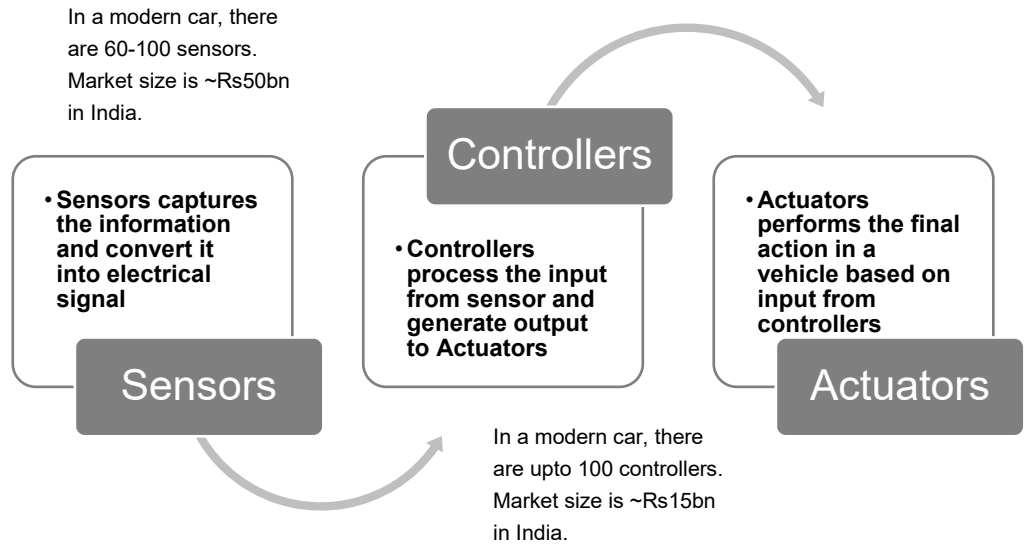 In a modern car, there
are 60-100 sensors.
Market size is ~Rs50bn
in India.
• Sensors captures
the information
and convert it
into electrical
signal
Sensors
Controllers
• Controllers
process the input
from sensor and
generate output
to Actuators
In a modern car, there
are upto 100 controllers.
Market size is ~Rs15bn
in India.
• Actuators
performs the final
action in a
vehicle based on
input from
controllers
Actuators